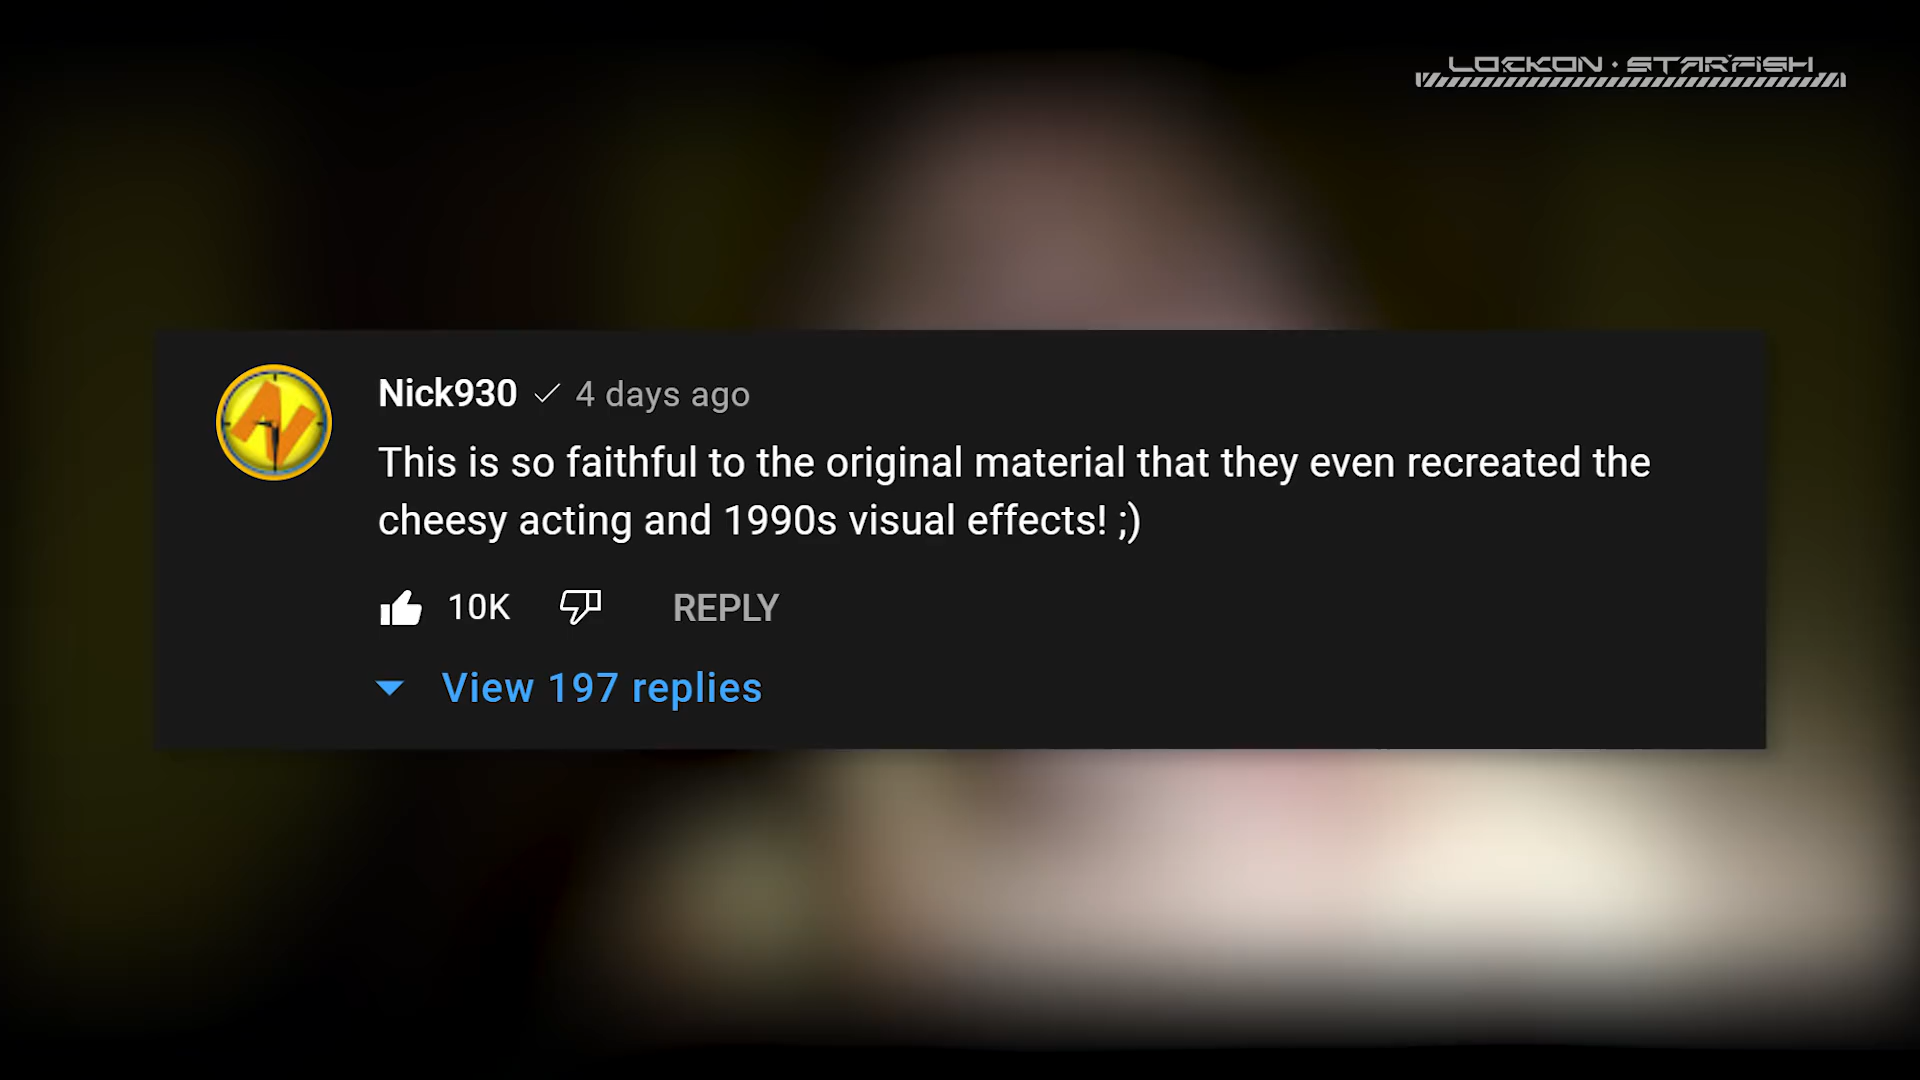 LOCKON · STARFISH
Nick930 ✓ 4 days ago
This is so faithful to the original material that they even recreated the
cheesy acting and 1990s visual effects! ;)
10K REPLY
View 197 replies